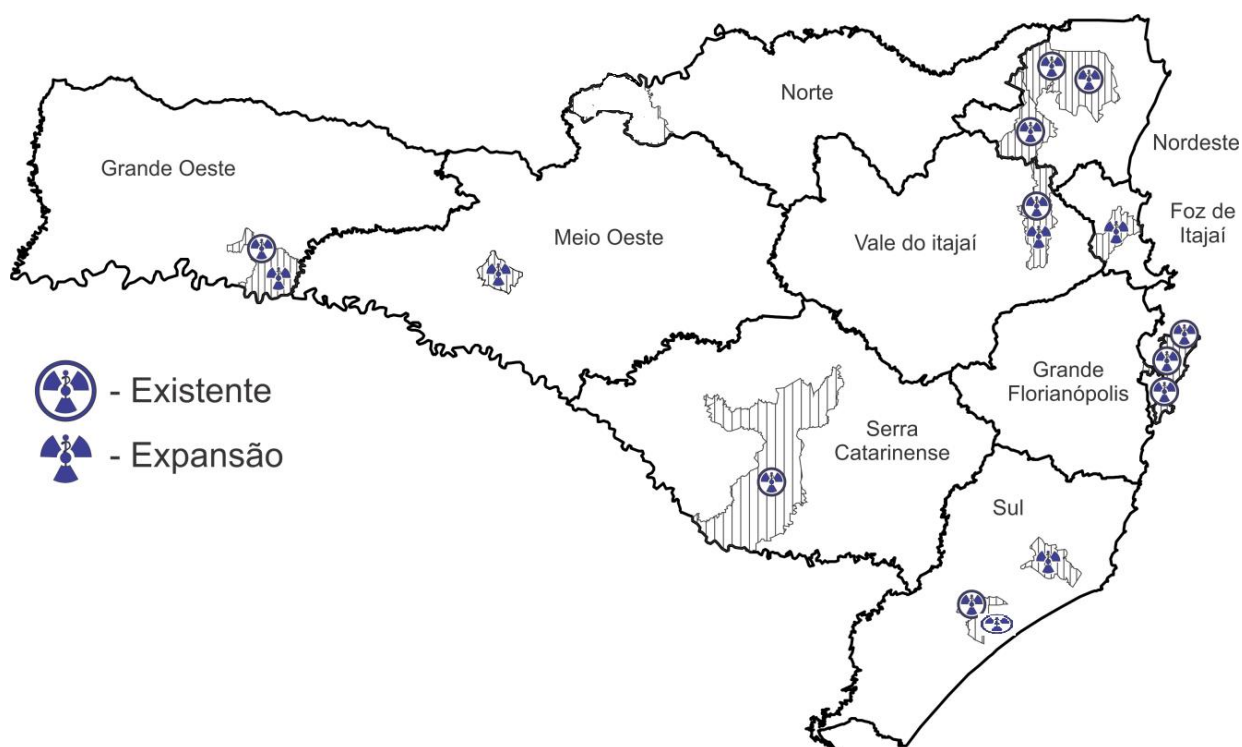 Norte
Grande Oeste
Nordeste
Meio Oeste
Vale do itajaí
Foz de
Itajaí
Grande
Florianópolis
Serra
Catarinense
Sul
- Existente
- Expansão